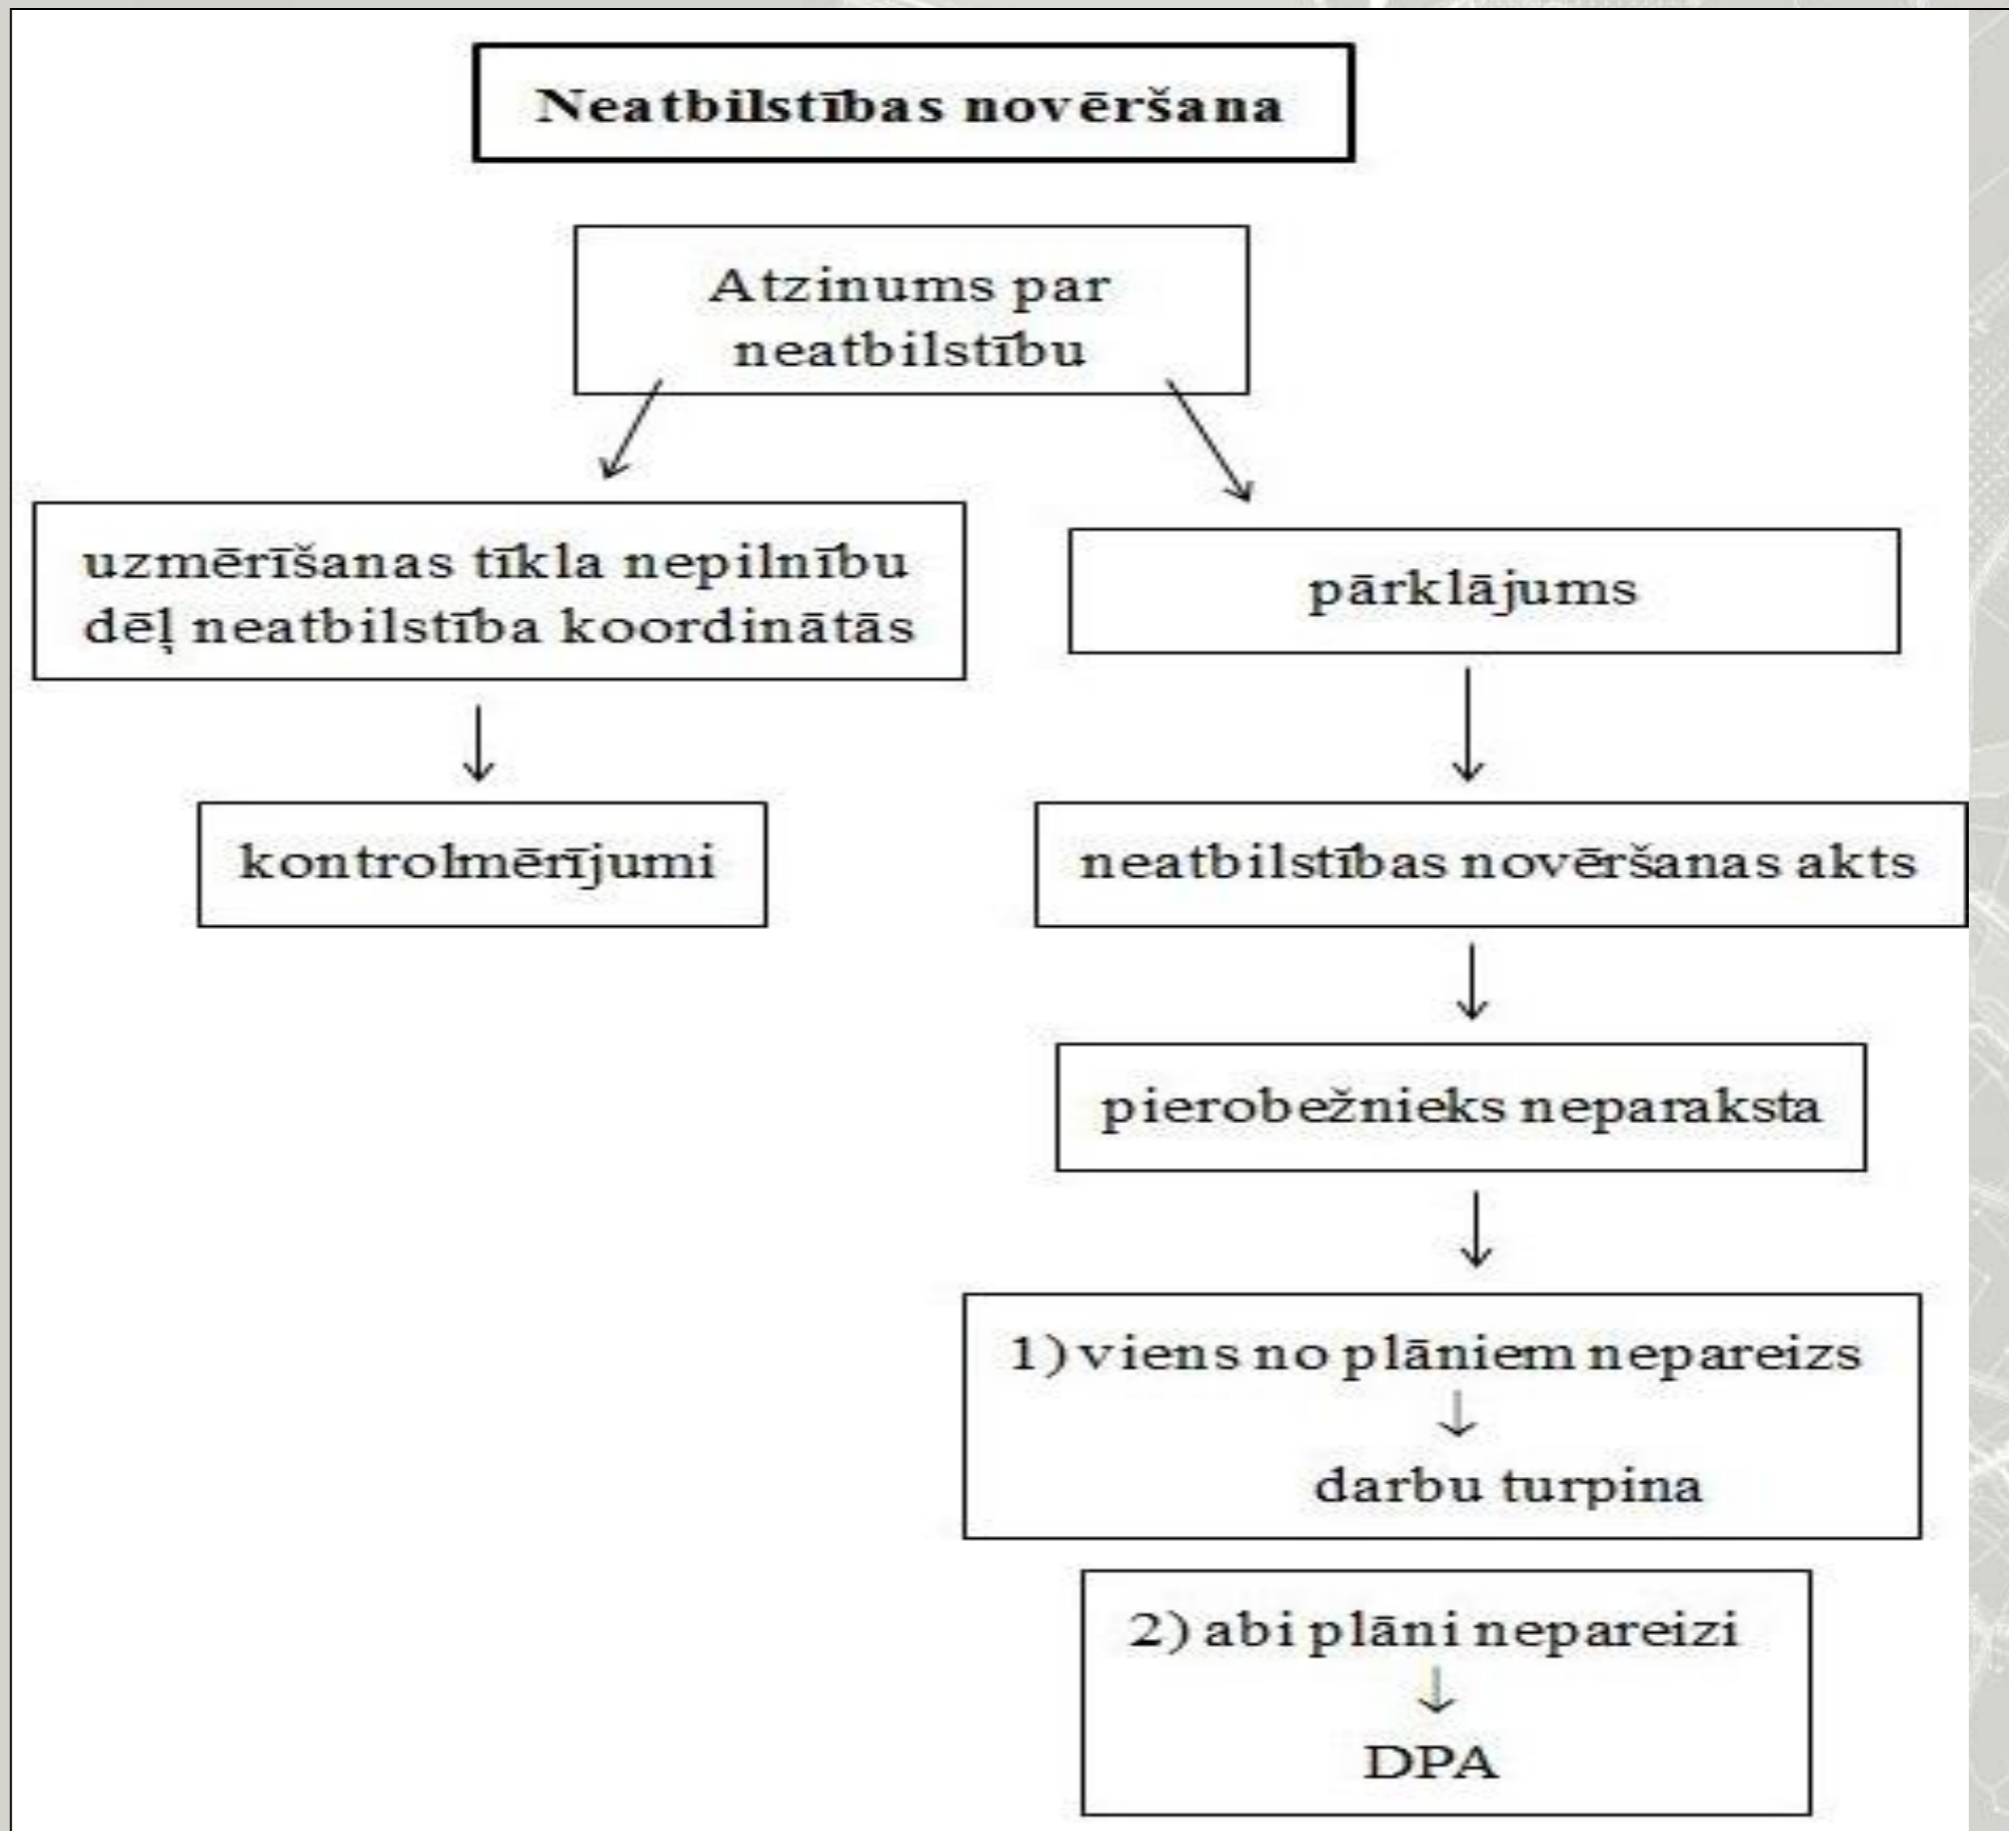 Neatbilstības novēršana
Atzinums par
neatbilstību
uzmērīšanas tīkla nepilnību
dēļ neatbilstība koordinātās
pārklājums
kontrolmērījumi
neatbilstības novēršanas akts
pierobežnieks neparaksta
1) viens no plāniem nepareizs
↓
darbu turpina
2) abi plāni nepareizi
↓
DPA